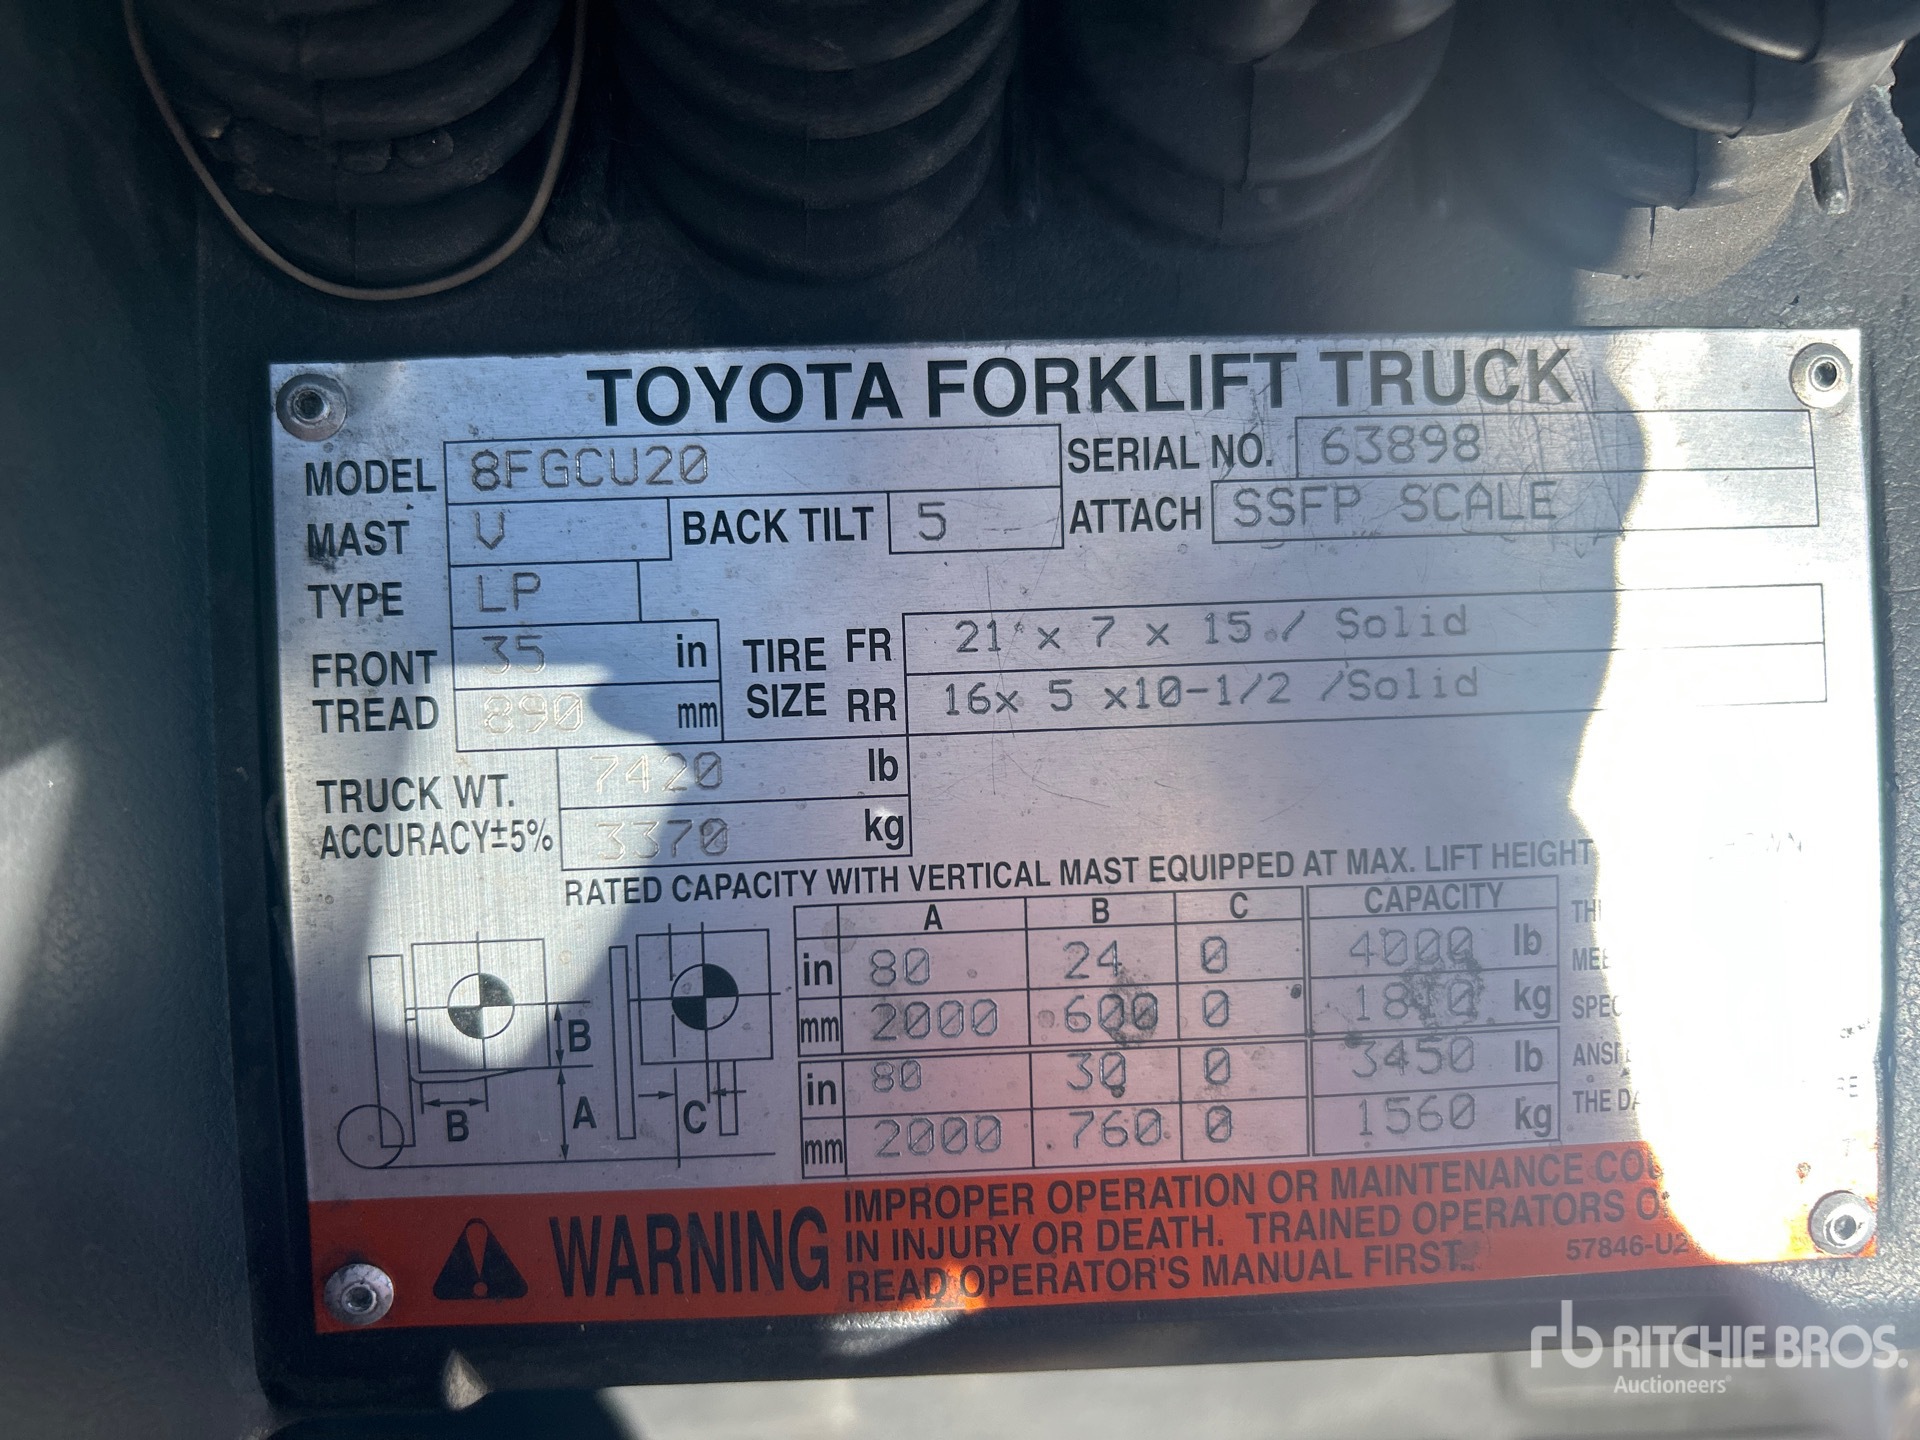 TOYOTA FORKLIFT TRUCK
MODEL 8FGCU20 SERIAL NO. 63898
MAST V BACK TILT 5 ATTACH SSFP SCALE
TYPE LP
FRONT TREAD 35 in
890 mm
TIRE SIZE FR 21 x 7 x 15 / Solid
RR 16x 5 x10-1/2 /Solid
TRUCK WT. 7420 lb
ACCURACY±5% 3370 kg
RATED CAPACITY WITH VERTICAL MAST EQUIPPED AT MAX. LIFT HEIGHT
A B C CAPACITY
in 80 24 0 4000 lb
mm 2000 600 0 1810 kg
in 80 30 0 3450 lb
mm 2000 760 0 1560 kg
B
B A C
THE
WARNING
IMPROPER OPERATION OR MAINTENANCE
IN INJURY OR DEATH. TRAINED OPERATORS
READ OPERATOR'S MANUAL FIRST.
57846-U2
rb RITCHIE BROS.
Auctioneers